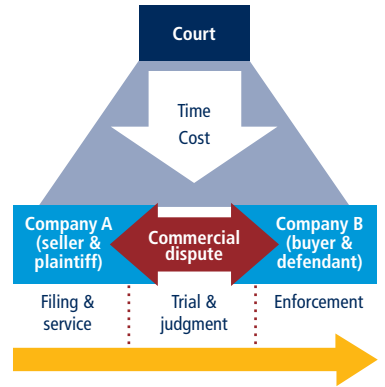 Court
Time
Cost
Company A
(seller &
plaintiff)
Commercial
dispute
Company B
(buyer &
defendant)
Filing &
service
Trial &
judgment
Enforcement